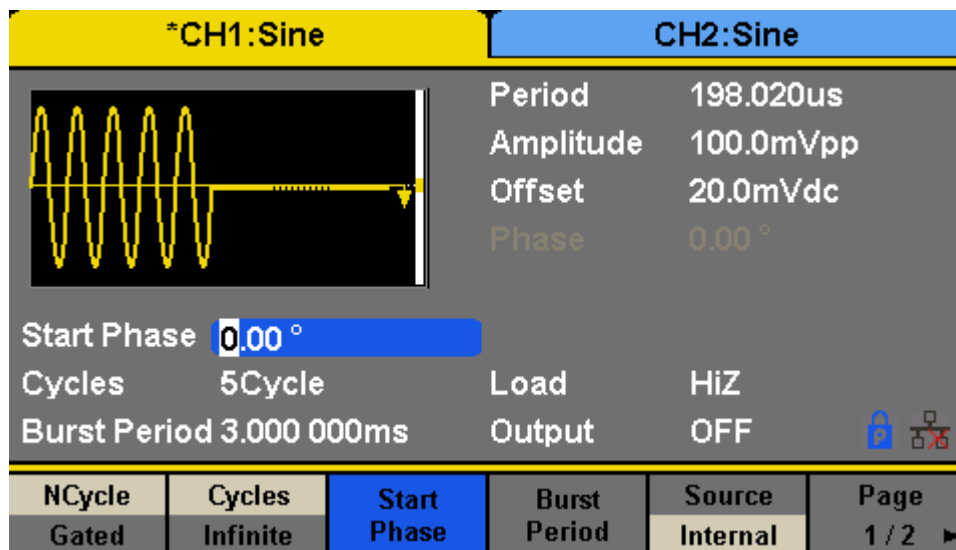 *CH1:Sine CH2:Sine
Period 198.020us
Amplitude 100.0mVpp
Offset 20.0mVdc
Phase 0.00 °
Start Phase 0.00 °
Cycles 5Cycle Load HiZ
Burst Period 3.000 000ms Output OFF
P
NCycle Cycles Start Burst Source Page
Gated Infinite Phase Period Internal 1 / 2